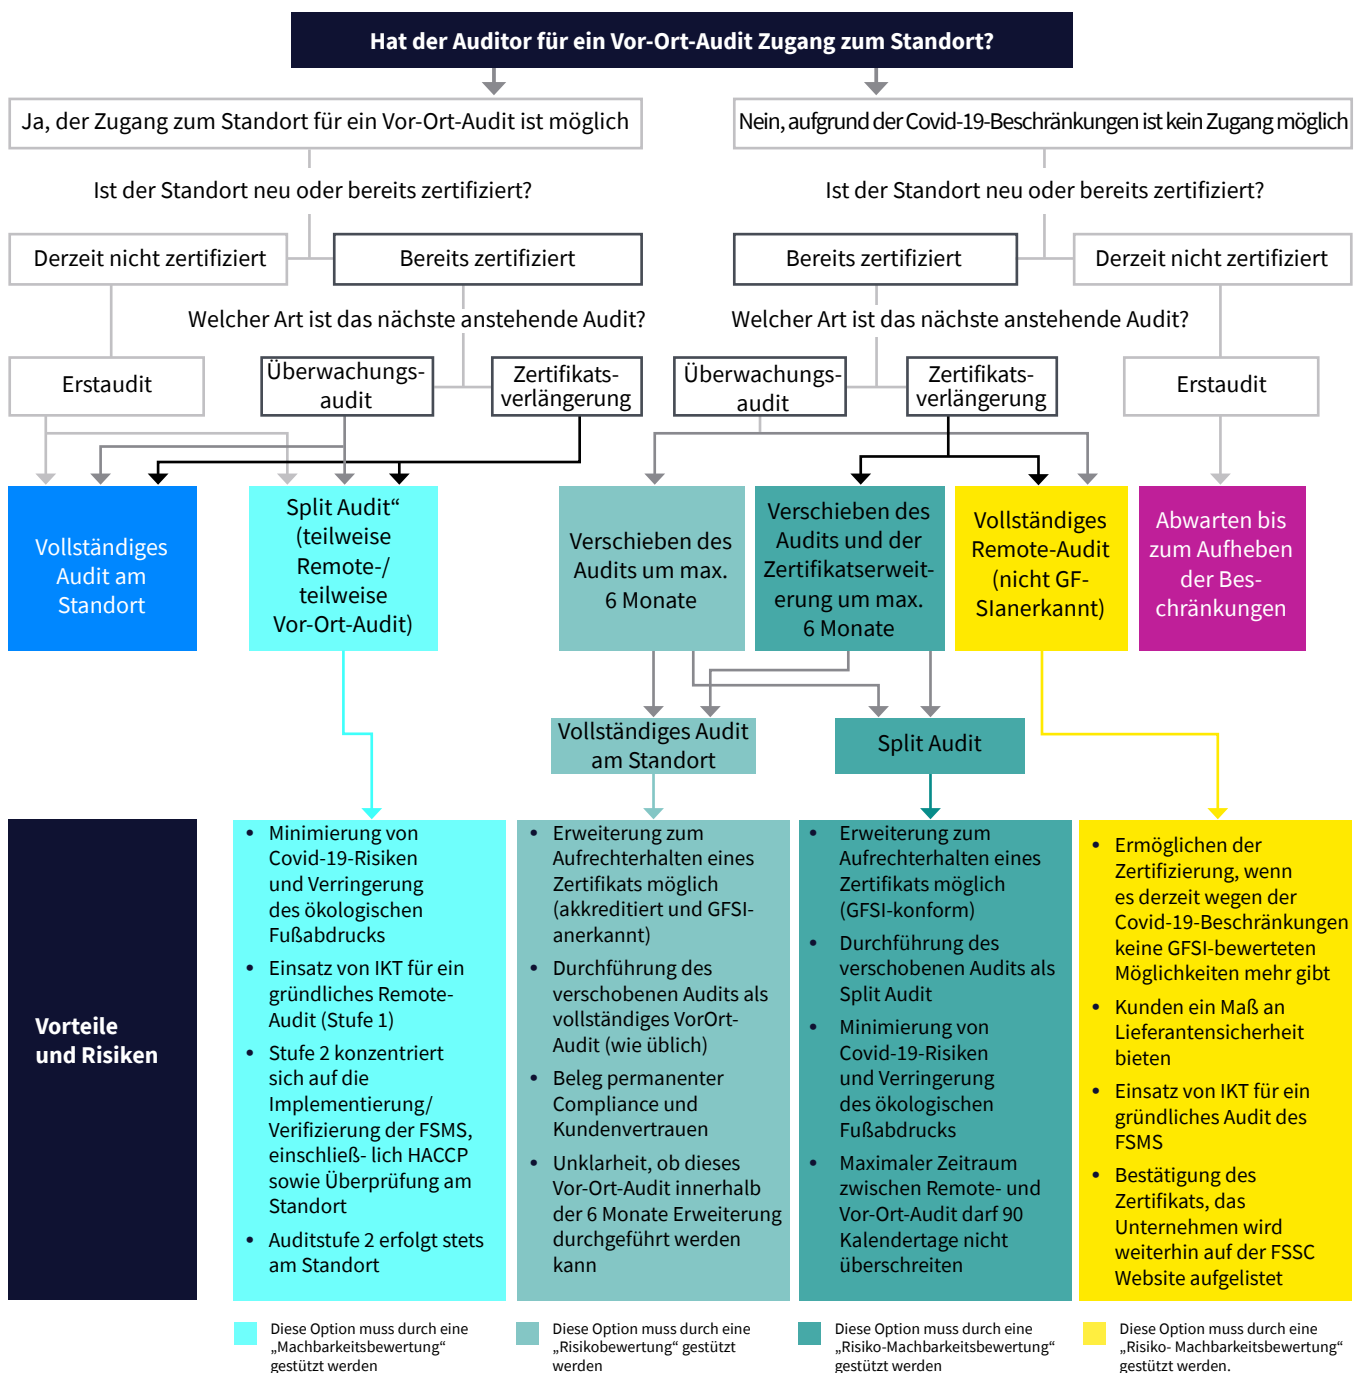 Hat der Auditor für ein Vor-Ort-Audit Zugang zum Standort?
Ja, der Zugang zum Standort für ein Vor-Ort-Audit ist möglich
Nein, aufgrund der Covid-19-Beschränkungen ist kein Zugang möglich
Ist der Standort neu oder bereits zertifiziert?
Ist der Standort neu oder bereits zertifiziert?
Derzeit nicht zertifiziert
Bereits zertifiziert
Bereits zertifiziert
Derzeit nicht zertifiziert
Welcher Art ist das nächste anstehende Audit?
Welcher Art ist das nächste anstehende Audit?
Erstaudit
Überwachungs-
audit
Zertifikats-
verlängerung
Überwachungs-
audit
Zertifikats-
verlängerung
Erstaudit
Vollständiges
Audit am
Standort
Split Audit“
(teilweise
Remote-/
teilweise
Vor-Ort-Audit)
Verschieben des
Audits um max.
6 Monate
Verschieben des
Audits und der
Zertifikatserweit-
erung um max.
6 Monate
Vollständiges
Remote-Audit
(nicht GF-
SIanerkannt)
Abwarten bis
zum Aufheben
der Bes-
chränkungen
Vollständiges Audit
am Standort
Split Audit
Vorteile
und Risiken
• Minimierung von
Covid-19-Risiken
und Verringerung
des ökologischen
Fußabdrucks
• Einsatz von IKT für ein
gründliches Remote-
Audit (Stufe 1)
• Stufe 2 konzentriert
sich auf die
Implementierung/
Verifizierung der FSMS,
einschließ- lich HACCP
sowie Überprüfung am
Standort
• Auditstufe 2 erfolgt stets
am Standort
• Erweiterung zum
Aufrechterhalten eines
Zertifikats möglich
(akkreditiert und GFSI-
anerkannt)
• Durchführung des
verschobenen Audits als
vollständiges VorOrt-
Audit (wie üblich)
• Beleg permanenter
Compliance und
Kundenvertrauen
• Unklarheit, ob dieses
Vor-Ort-Audit innerhalb
der 6 Monate Erweiterung
durchgeführt werden
kann
• Erweiterung zum
Aufrechterhalten eines
Zertifikats möglich
(GFSI-konform)
• Durchführung des
verschobenen Audits als
Split Audit
• Minimierung von
Covid-19-Risiken
und Verringerung
des ökologischen
Fußabdrucks
• Maximaler Zeitraum
zwischen Remote- und
Vor-Ort-Audit darf 90
Kalendertage nicht
überschreiten
• Ermöglichen der
Zertifizierung, wenn
es derzeit wegen der
Covid-19-Beschränkungen
keine GFSI-bewerteten
Möglichkeiten mehr gibt
• Kunden ein Maß an
Lieferantensicherheit
bieten
• Einsatz von IKT für ein
gründliches Audit des
FSMS
• Bestätigung des
Zertifikats, das
Unternehmen wird
weiterhin auf der FSSC
Website aufgelistet
Diese Option muss durch eine
„Machbarkeitsbewertung“
gestützt werden
Diese Option muss durch eine
„Risikobewertung“ gestützt
werden
Diese Option muss durch eine
„Risiko-Machbarkeitsbewertung“
gestützt werden
Diese Option muss durch eine
„Risiko- Machbarkeitsbewertung“
gestützt werden.